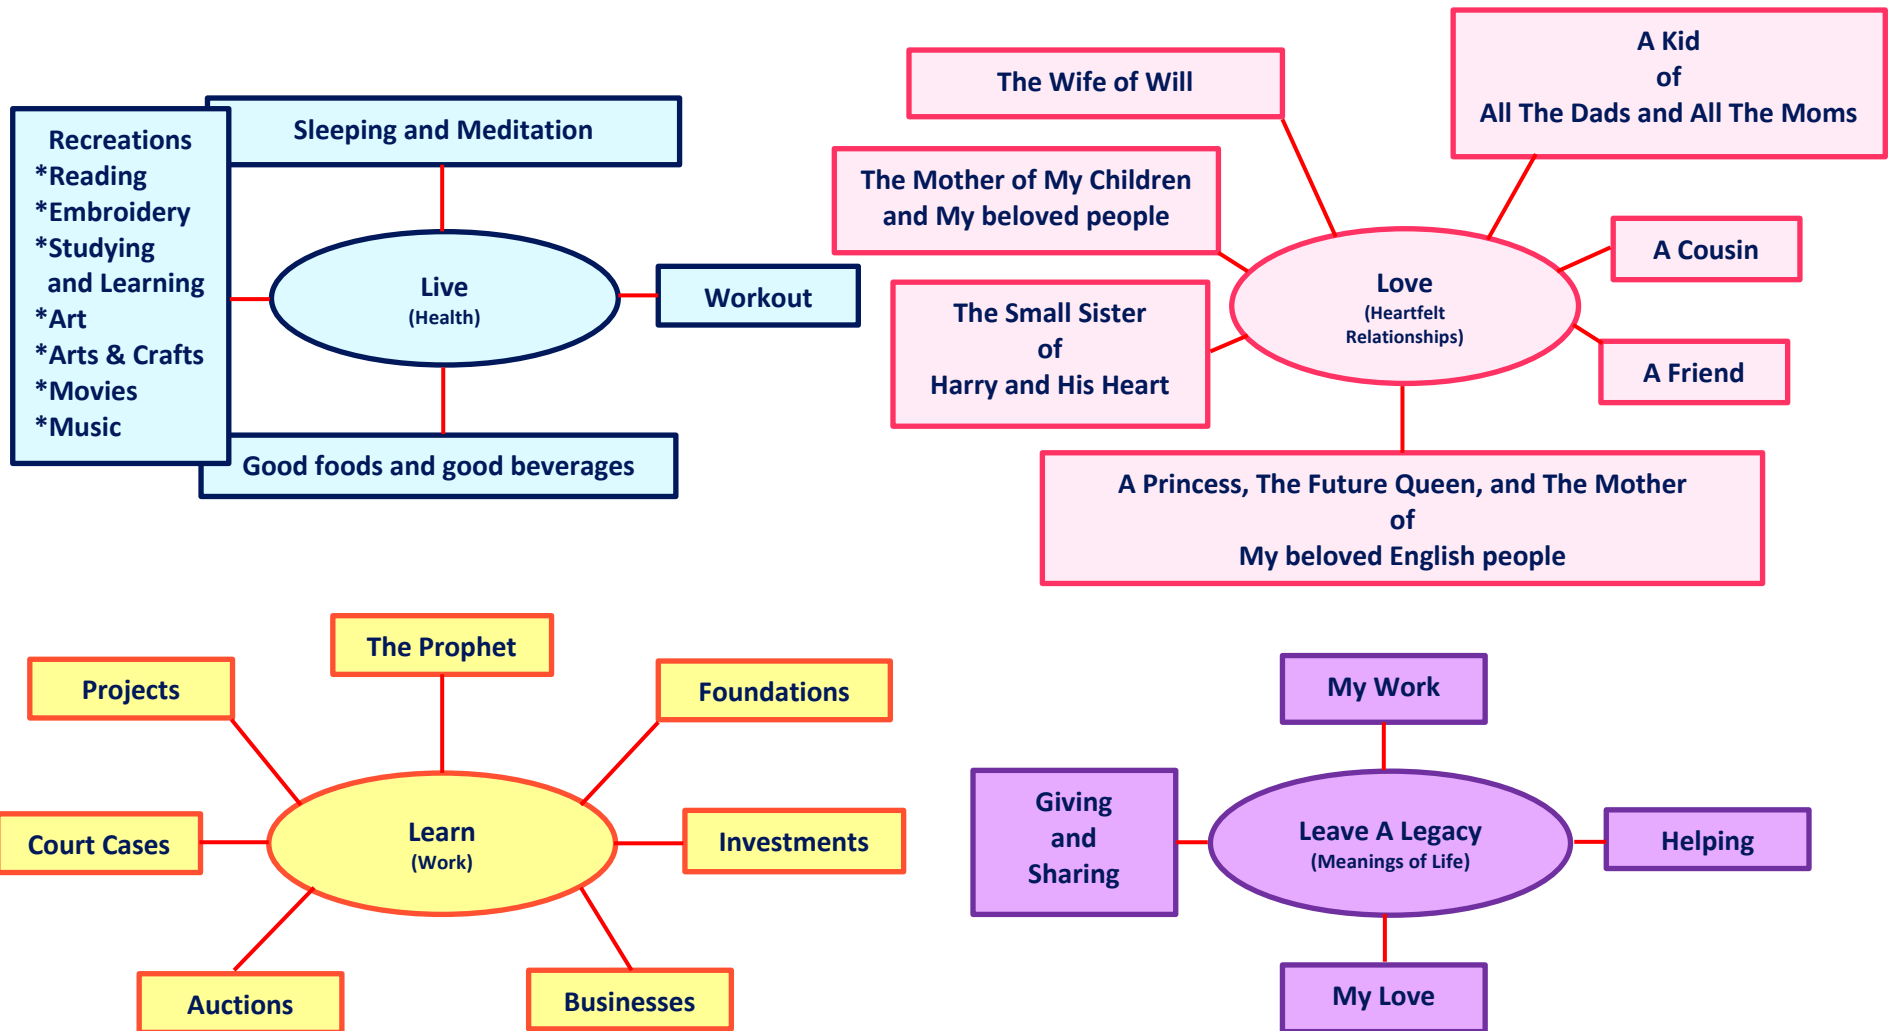 Recreations
*Reading
*Embroidery
*Studying
and Learning
*Art
*Arts & Crafts
*Movies
*Music
Sleeping and Meditation
Live
(Health)
Workout
Good foods and good beverages
The Wife of Will
A Kid
of
All The Dads and All The Moms
The Mother of My Children
and My beloved people
A Cousin
Love
(Heartfelt
Relationships)
The Small Sister
of
Harry and His Heart
A Friend
A Princess, The Future Queen, and The Mother
of
My beloved English people
The Prophet
Projects
Foundations
Court Cases
Learn
(Work)
Investments
Auctions
Businesses
My Work
Giving
and
Sharing
Leave A Legacy
(Meanings of Life)
Helping
My Love